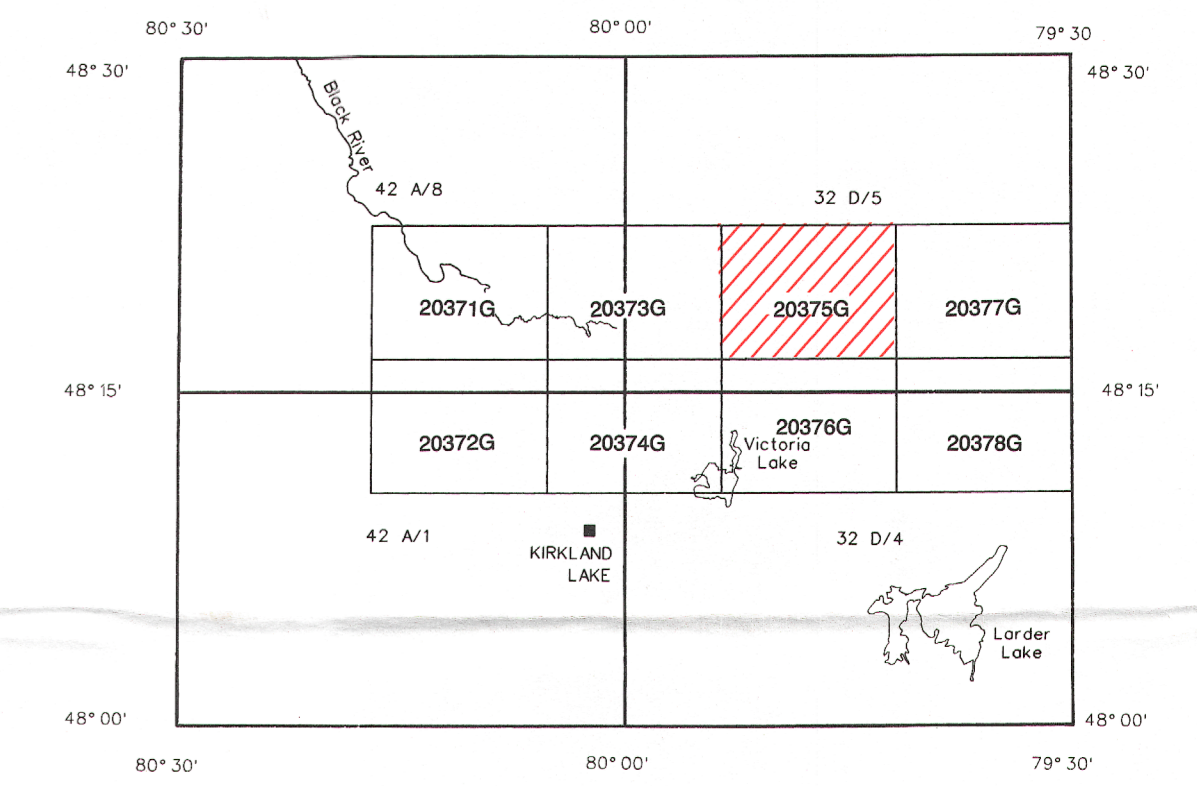 80° 30'
80° 00'
79° 30
48° 30'
48° 30'
Black River
42 A/8
32 D/5
20371G
20373G
20375G
20377G
48° 15'
48° 15'
20372G
20374G
20376G
20378G
Victoria
Lake
42 A/1
32 D/4
KIRKLAND
LAKE
Larder
Lake
48° 00'
48° 00'
80° 30'
80° 00'
79° 30'